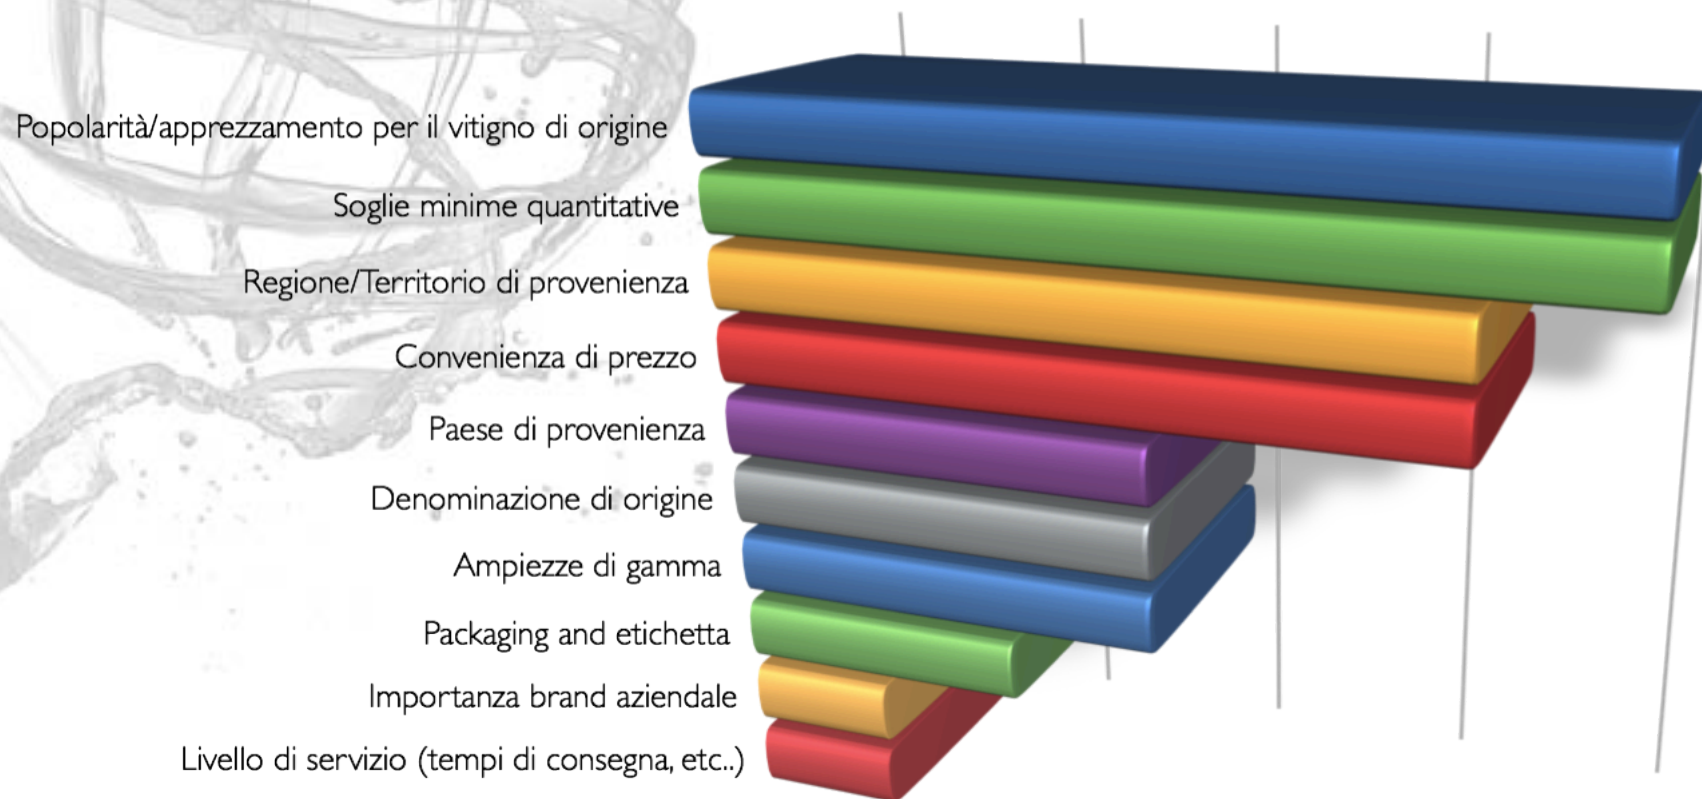 Popolarità/apprezzamento per il vitigno di origine
Soglie minime quantitative
Regione/Territorio di provenienza
Convenienza di prezzo
Paese di provenienza
Denominazione di origine
Ampiezze di gamma
Packaging and etichetta
Importanza brand aziendale
Livello di servizio (tempi di consegna, etc..)